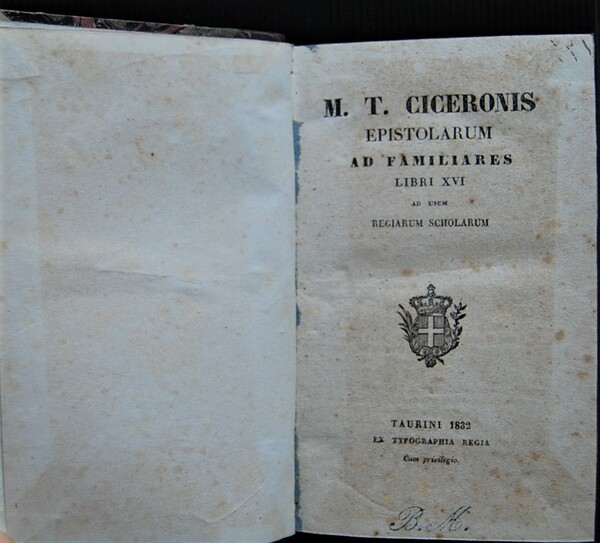 M. T. CICERONIS
EPISTOLARUM
AD FAMILIARES
LIBRI XVI
AD USUM
REGIARUM SCHOLARUM
TAURINI 1832
EX TYPOGRAPHIA REGIA
Cum privilegio.
B. M.